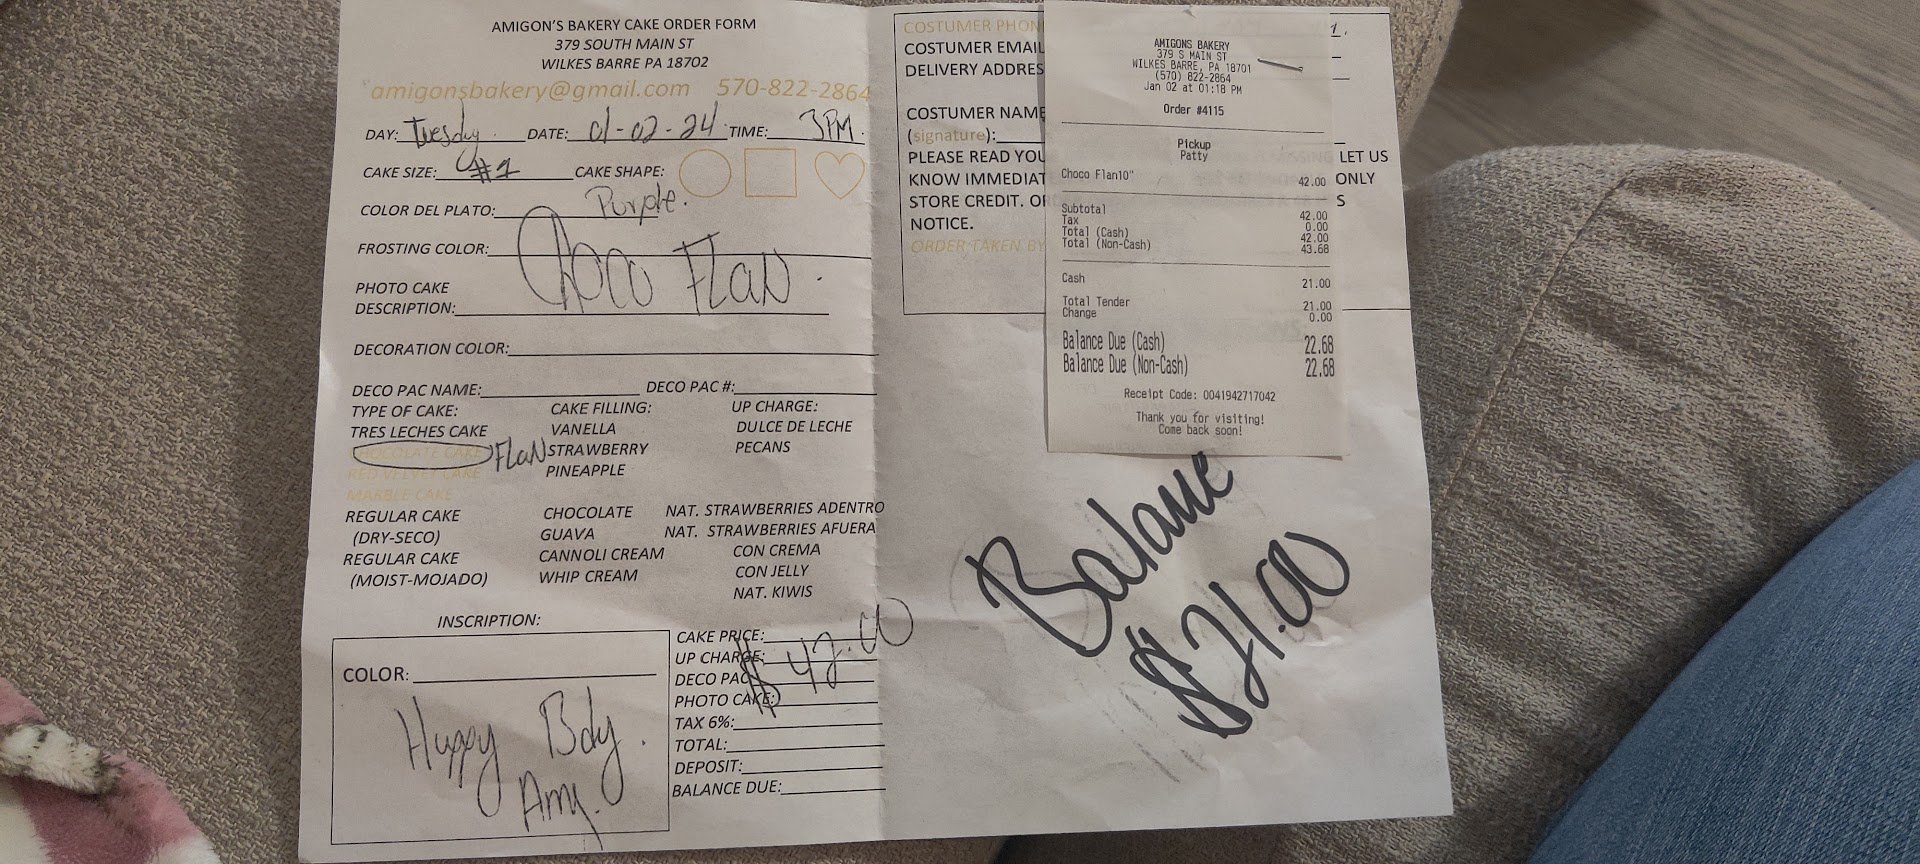 AMIGON'S BAKERY CAKE ORDER FORM
379 SOUTH MAIN ST
WILKES BARRE PA 18702
amigonsbakery@gmail.com 570-822-2864
DAY: Tuesday. DATE: 01-02-24 TIME: 3PM.
CAKE SIZE: #1 CAKE SHAPE:
COLOR DEL PLATO: Purple.
FROSTING COLOR:
Choco Flan.
PHOTO CAKE
DESCRIPTION:
DECORATION COLOR:
DECO PAC NAME: DECO PAC #:
TYPE OF CAKE: CAKE FILLING: UP CHARGE:
TRES LECHES CAKE VANELLA DULCE DE LECHE
CHOCOLATE CAKE FLaN STRAWBERRY PECANS
RED VELVET CAKE PINEAPPLE
MARBLE CAKE
REGULAR CAKE CHOCOLATE NAT. STRAWBERRIES ADENTRO
(DRY-SECO) GUAVA NAT. STRAWBERRIES AFUERA
REGULAR CAKE CANNOLI CREAM CON CREMA
(MOIST-MOJADO) WHIP CREAM CON JELLY
NAT. KIWIS
INSCRIPTION:
COLOR:
Happy Bdy.
Amy.
CAKE PRICE:
UP CHARGE:
$42.00
DECO PAC
PHOTO CAKE:
TAX 6%:
TOTAL:
DEPOSIT:
BALANCE DUE:
COSTUMER PHON
COSTUMER EMAIL
DELIVERY ADDRES
COSTUMER NAME
(signature):
PLEASE READ YOU LET US
KNOW IMMEDIAT ONLY
STORE CREDIT. OR S
NOTICE.
ORDER TAKEN BY
AMIGONS BAKERY
379 S MAIN ST
WILKES BARRE, PA 18701
(570) 822-2864
Jan 02 at 01:18 PM
Order #4115
Pickup
Patty
Choco Flan10" 42.00
Subtotal 42.00
Tax 0.00
Total (Cash) 42.00
Total (Non-Cash) 43.68
Cash 21.00
Total Tender 21.00
Change 0.00
Balance Due (Cash) 22.68
Balance Due (Non-Cash) 22.68
Receipt Code: 0041942717042
Thank you for visiting!
Come back soon!
Balance
$21.00